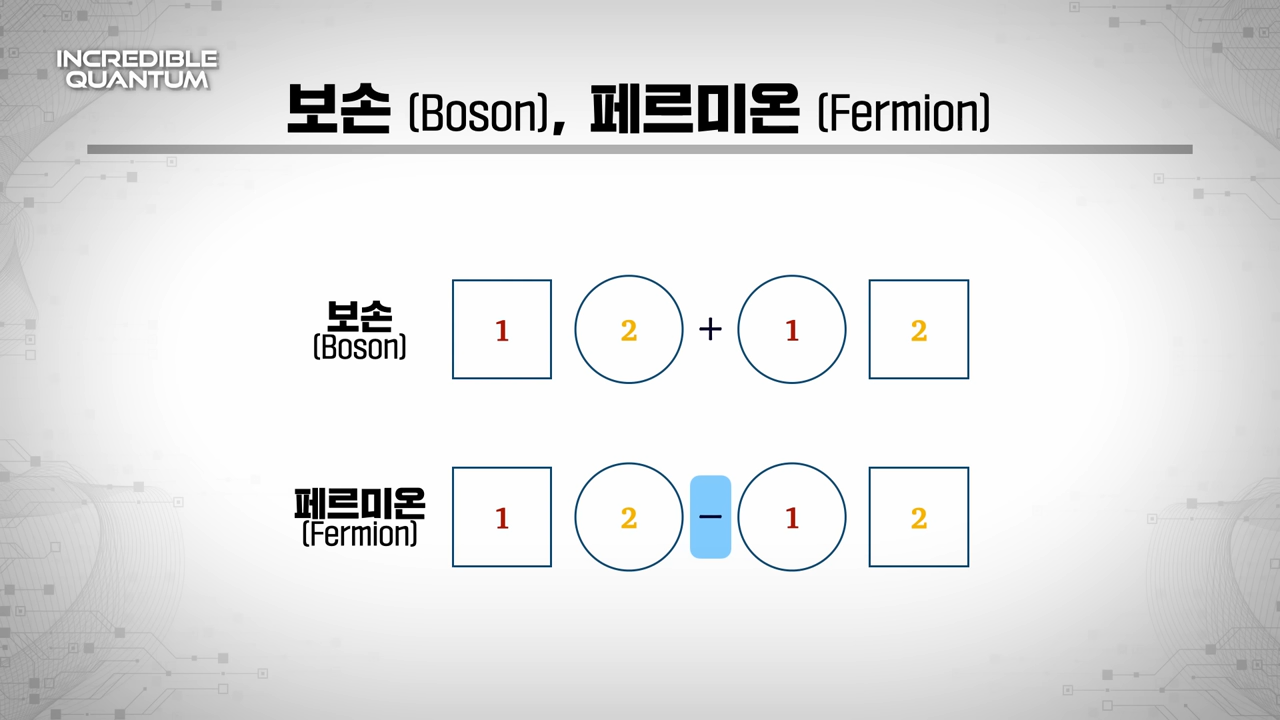 INCREDIBLE
QUANTUM
보손 (Boson), 페르미온 (Fermion)
보손
(Boson)
1 2 + 1 2
페르미온
(Fermion)
1 2 − 1 2